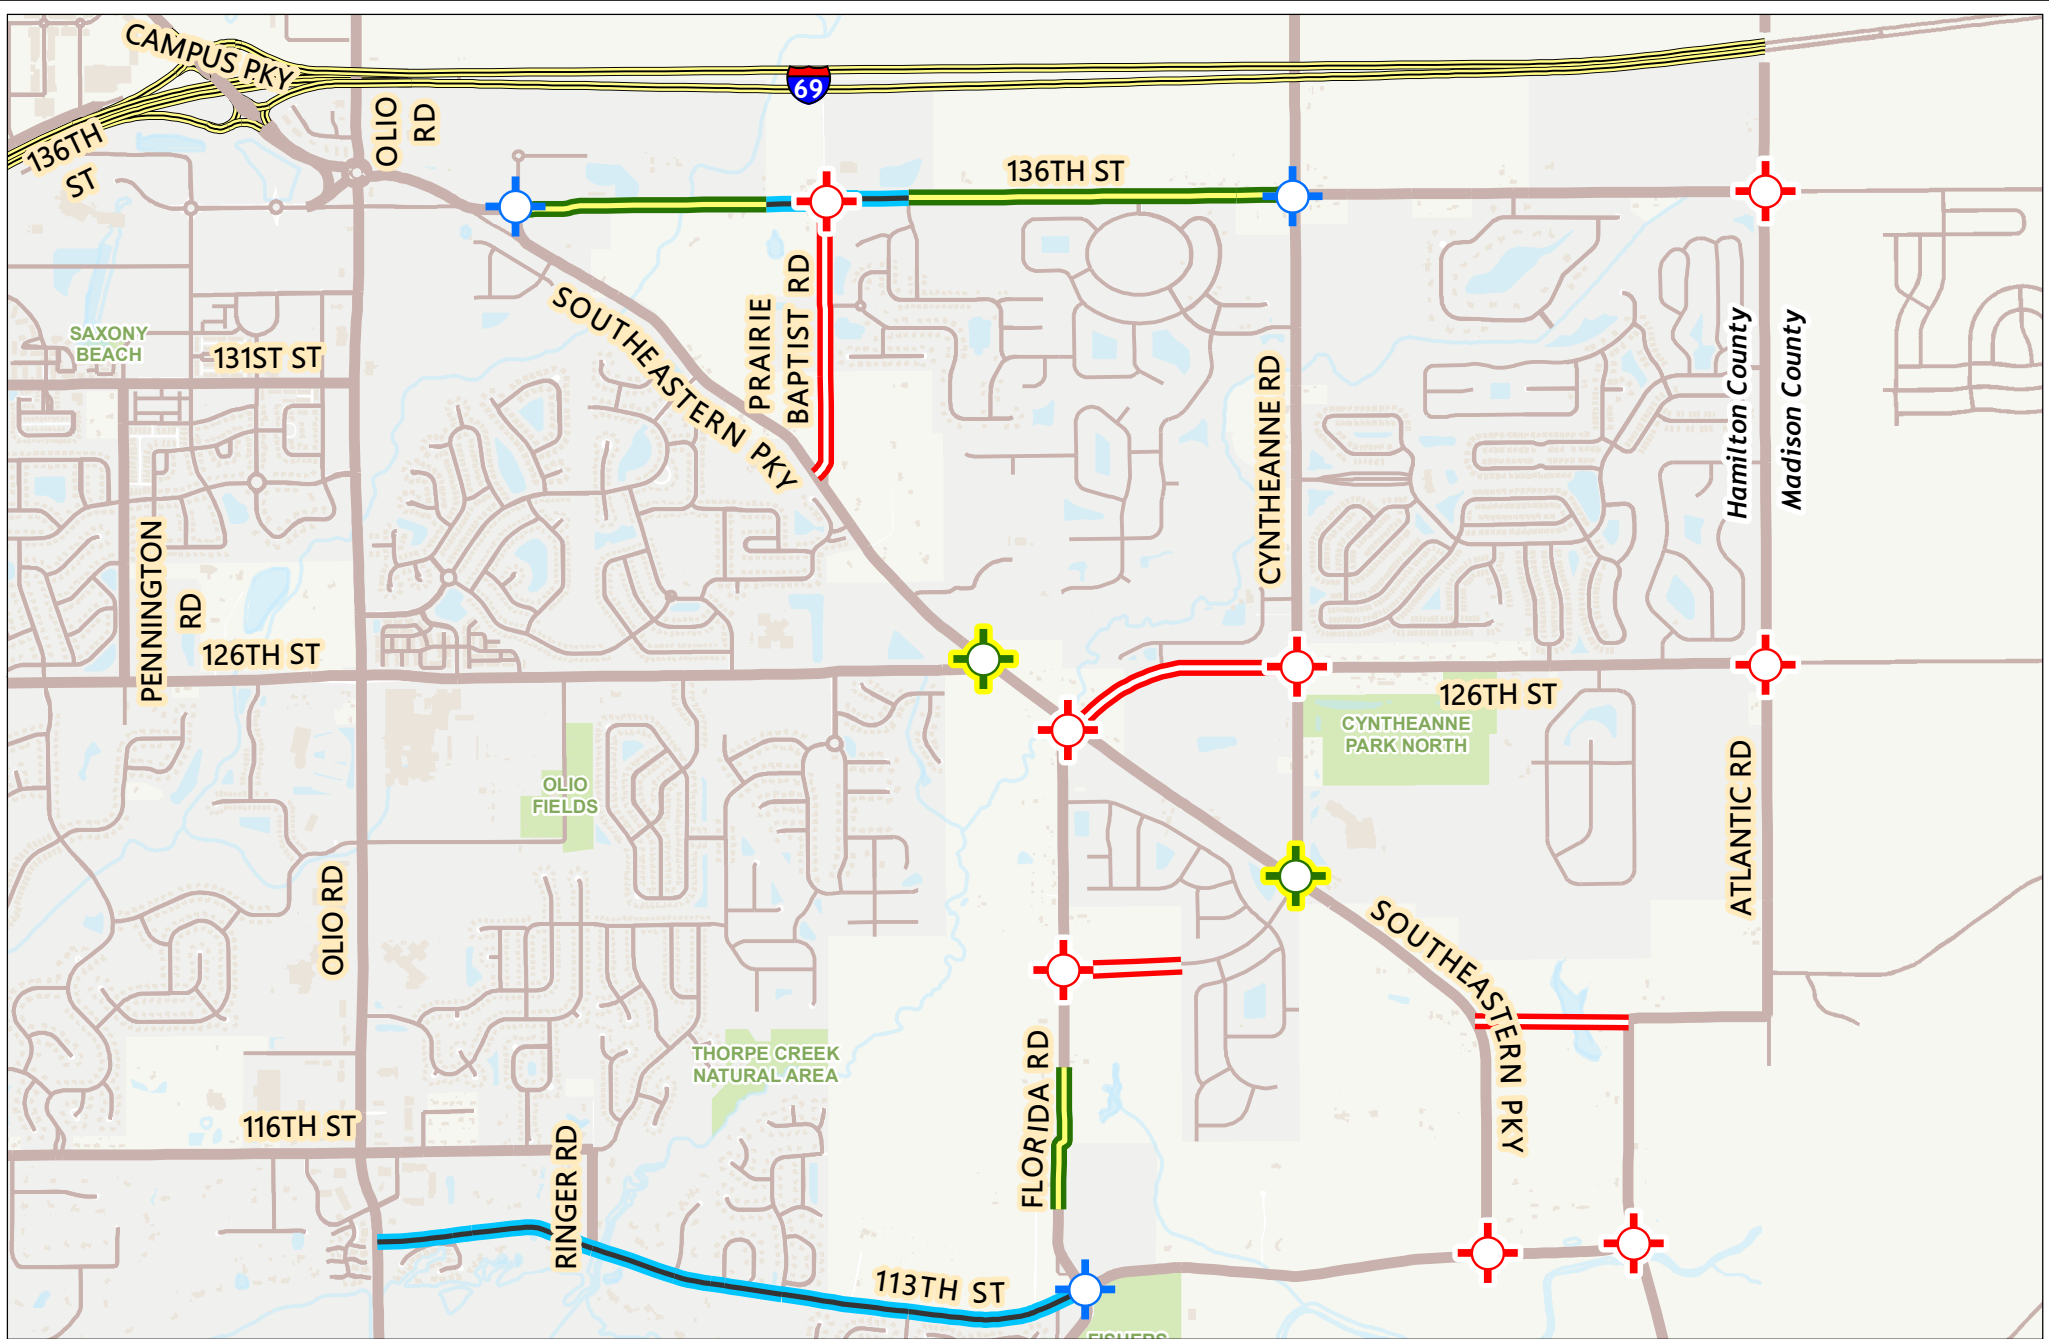 CAMPUS PKY
69
OLIO
RD
136TH
ST
136TH ST
SAXONY
BEACH
131ST ST
SOUTHEASTERN PKY
PRAIRIE
BAPTIST RD
CYNTHEANNE RD
Hamilton County
Madison County
PENNINGTON
RD
126TH ST
126TH ST
CYNTHEANNE
PARK NORTH
OLIO
FIELDS
ATLANTIC RD
OLIO RD
SOUTHEASTERN PKY
THORPE CREEK
NATURAL AREA
FLORIDA RD
116TH ST
RINGER RD
113TH ST
FISHERS